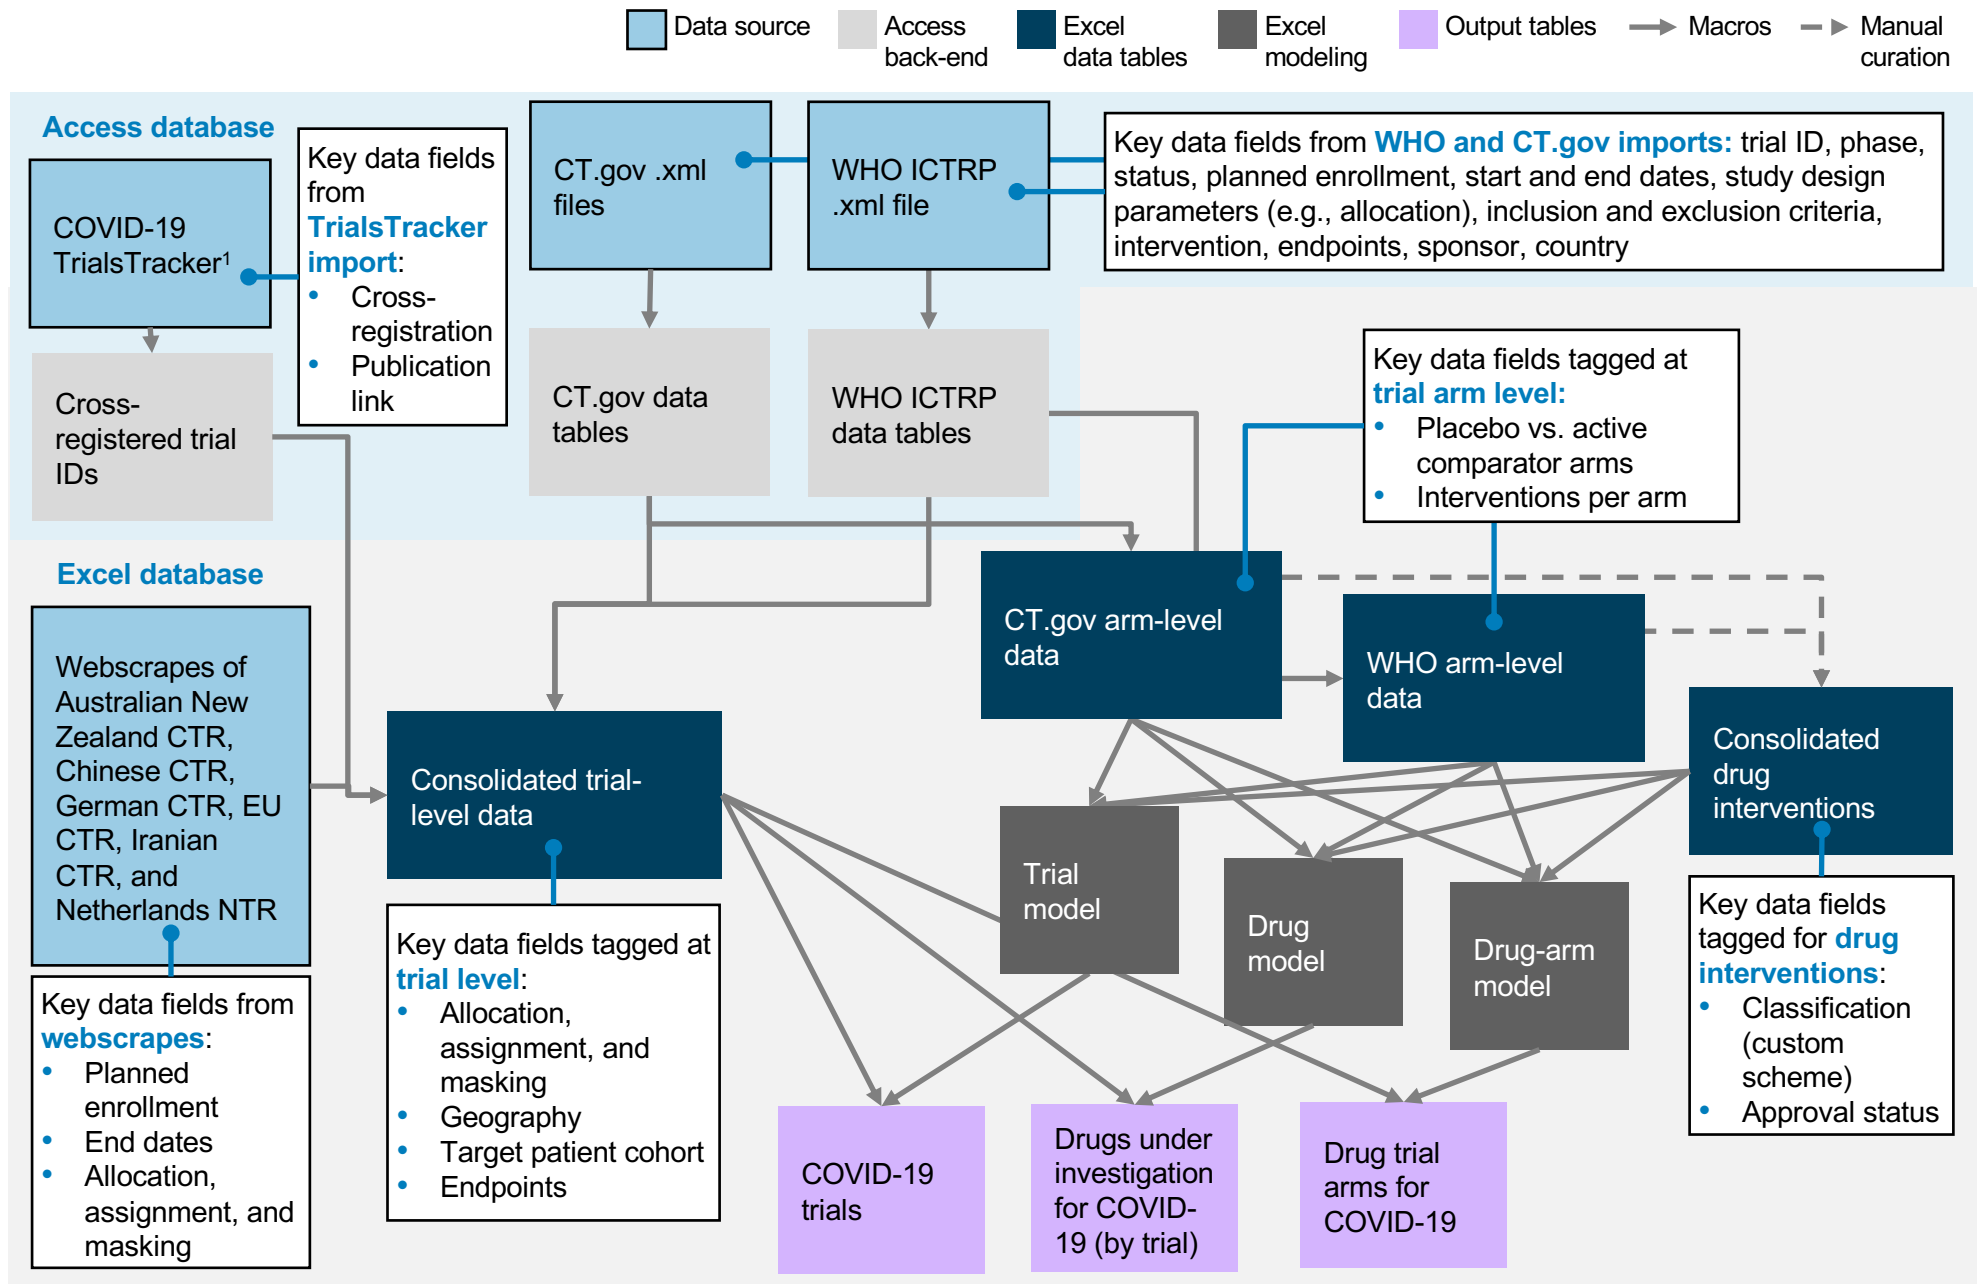 Data source
Access
back-end
Excel
data tables
Excel
modeling
Output tables
Macros
Manual
curation
Access database
COVID-19
TrialsTracker¹
Key data fields
from
TrialsTracker
import:
• Cross-
registration
• Publication
link
CT.gov .xml
files
WHO ICTRP
.xml file
Key data fields from WHO and CT.gov imports: trial ID, phase,
status, planned enrollment, start and end dates, study design
parameters (e.g., allocation), inclusion and exclusion criteria,
intervention, endpoints, sponsor, country
Cross-
registered trial
IDs
CT.gov data
tables
WHO ICTRP
data tables
Key data fields tagged at
trial arm level:
• Placebo vs. active
comparator arms
• Interventions per arm
Excel database
Webscrapes of
Australian New
Zealand CTR,
Chinese CTR,
German CTR, EU
CTR, Iranian
CTR, and
Netherlands NTR
Key data fields from
webscrapes:
• Planned
enrollment
• End dates
• Allocation,
assignment, and
masking
Consolidated trial-
level data
Key data fields tagged at
trial level:
• Allocation,
assignment, and
masking
• Geography
• Target patient cohort
• Endpoints
CT.gov arm-level
data
WHO arm-level
data
Consolidated
drug
interventions
Key data fields
tagged for drug
interventions:
• Classification
(custom
scheme)
• Approval status
Trial
model
Drug
model
Drug-arm
model
COVID-19
trials
Drugs under
investigation
for COVID-
19 (by trial)
Drug trial
arms for
COVID-19